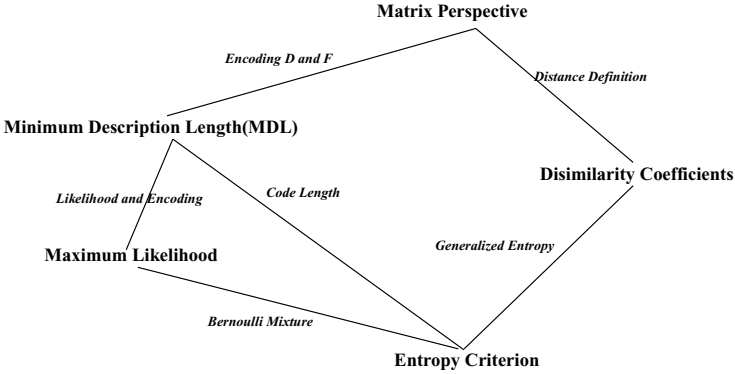 Matrix Perspective
Encoding D and F
Distance Definition
Minimum Description Length(MDL)
Disimilarity Coefficients
Likelihood and Encoding
Code Length
Maximum Likelihood
Generalized Entropy
Bernoulli Mixture
Entropy Criterion